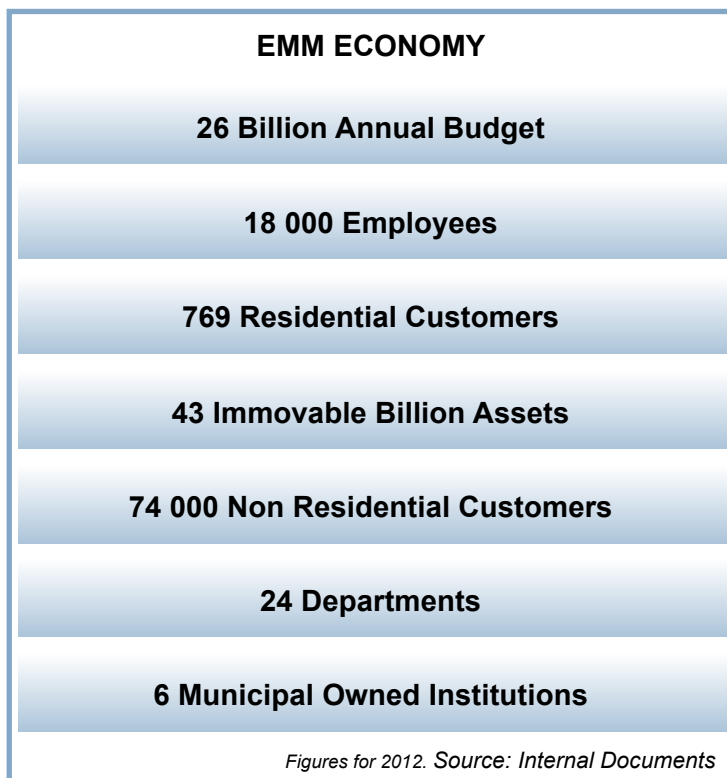 EMM ECONOMY
26 Billion Annual Budget
18 000 Employees
769 Residential Customers
43 Immovable Billion Assets
74 000 Non Residential Customers
24 Departments
6 Municipal Owned Institutions
Figures for 2012. Source: Internal Documents